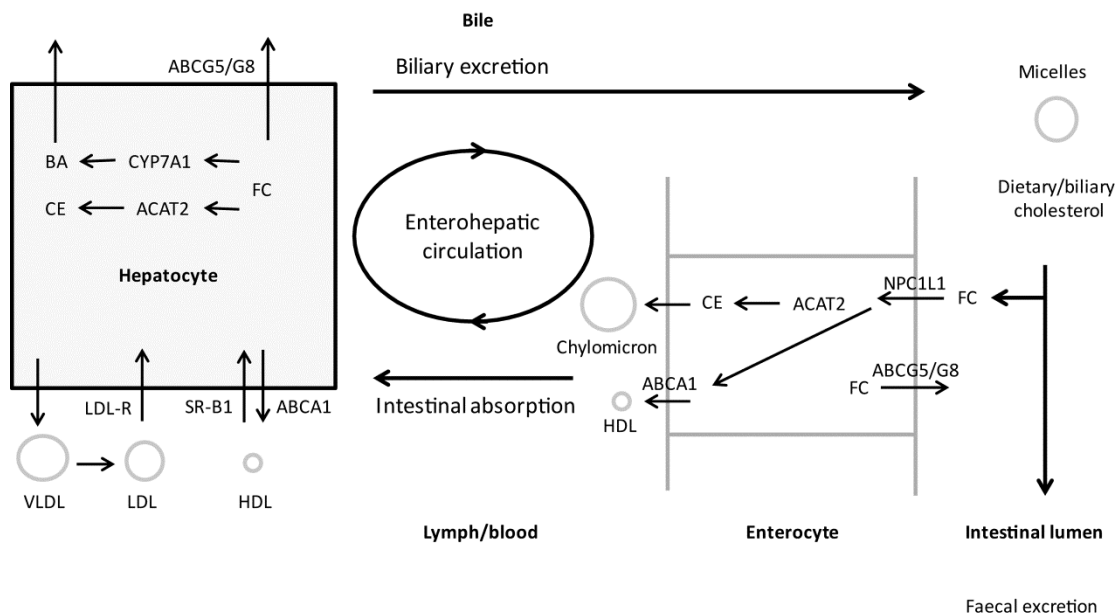 Bile
ABCG5/G8
Biliary excretion
Micelles
BA
CYP7A1
FC
CE
ACAT2
Hepatocyte
Enterohepatic
circulation
Dietary/biliary
cholesterol
NPC1L1
CE
ACAT2
FC
Chylomicron
ABCG5/G8
ABCA1
FC
Intestinal absorption
HDL
LDL-R
SR-B1
ABCA1
VLDL
LDL
HDL
Lymph/blood
Enterocyte
Intestinal lumen
Faecal excretion